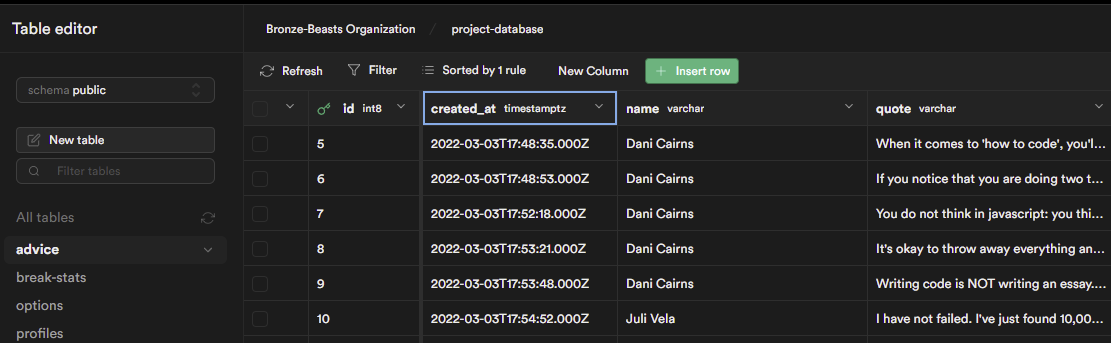 Table editor
Bronze-Beasts Organization / project-database
Refresh Filter Sorted by 1 rule New Column + Insert row
schema public
New table
Filter tables
All tables
advice
break-stats
options
profiles
id int8 created_at timestamptz name varchar quote varchar
5 2022-03-03T17:48:35.000Z Dani Cairns When it comes to 'how to code', you'l...
6 2022-03-03T17:48:53.000Z Dani Cairns If you notice that you are doing two t...
7 2022-03-03T17:52:18.000Z Dani Cairns You do not think in javascript: you thi...
8 2022-03-03T17:53:21.000Z Dani Cairns It's okay to throw away everything an...
9 2022-03-03T17:53:48.000Z Dani Cairns Writing code is NOT writing an essay....
10 2022-03-03T17:54:52.000Z Juli Vela I have not failed. I've just found 10,00...